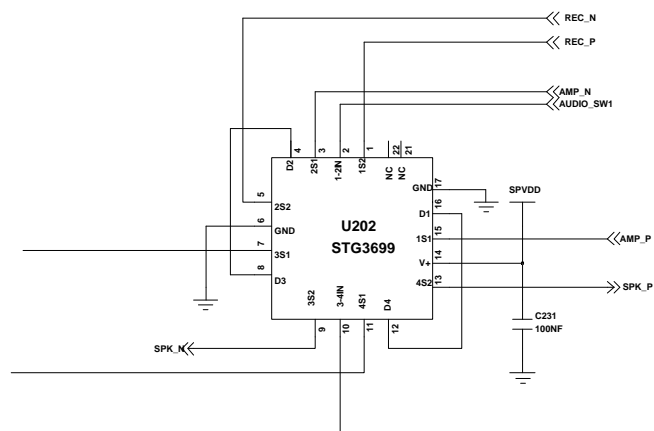 REC_N
REC_P
AMP_N
AUDIO_SW1
4
3
2
1
22
21
D2
2S1
1-2IN
1S2
NC
NC
GND
17
SPVDD
5
2S2
D1
16
6
GND
U202
1S1
15
AMP_P
7
3S1
STG3699
V+
14
8
D3
4S2
13
SPK_P
3S2
3-4IN
4S1
D4
C231
100NF
9
10
11
12
SPK_N